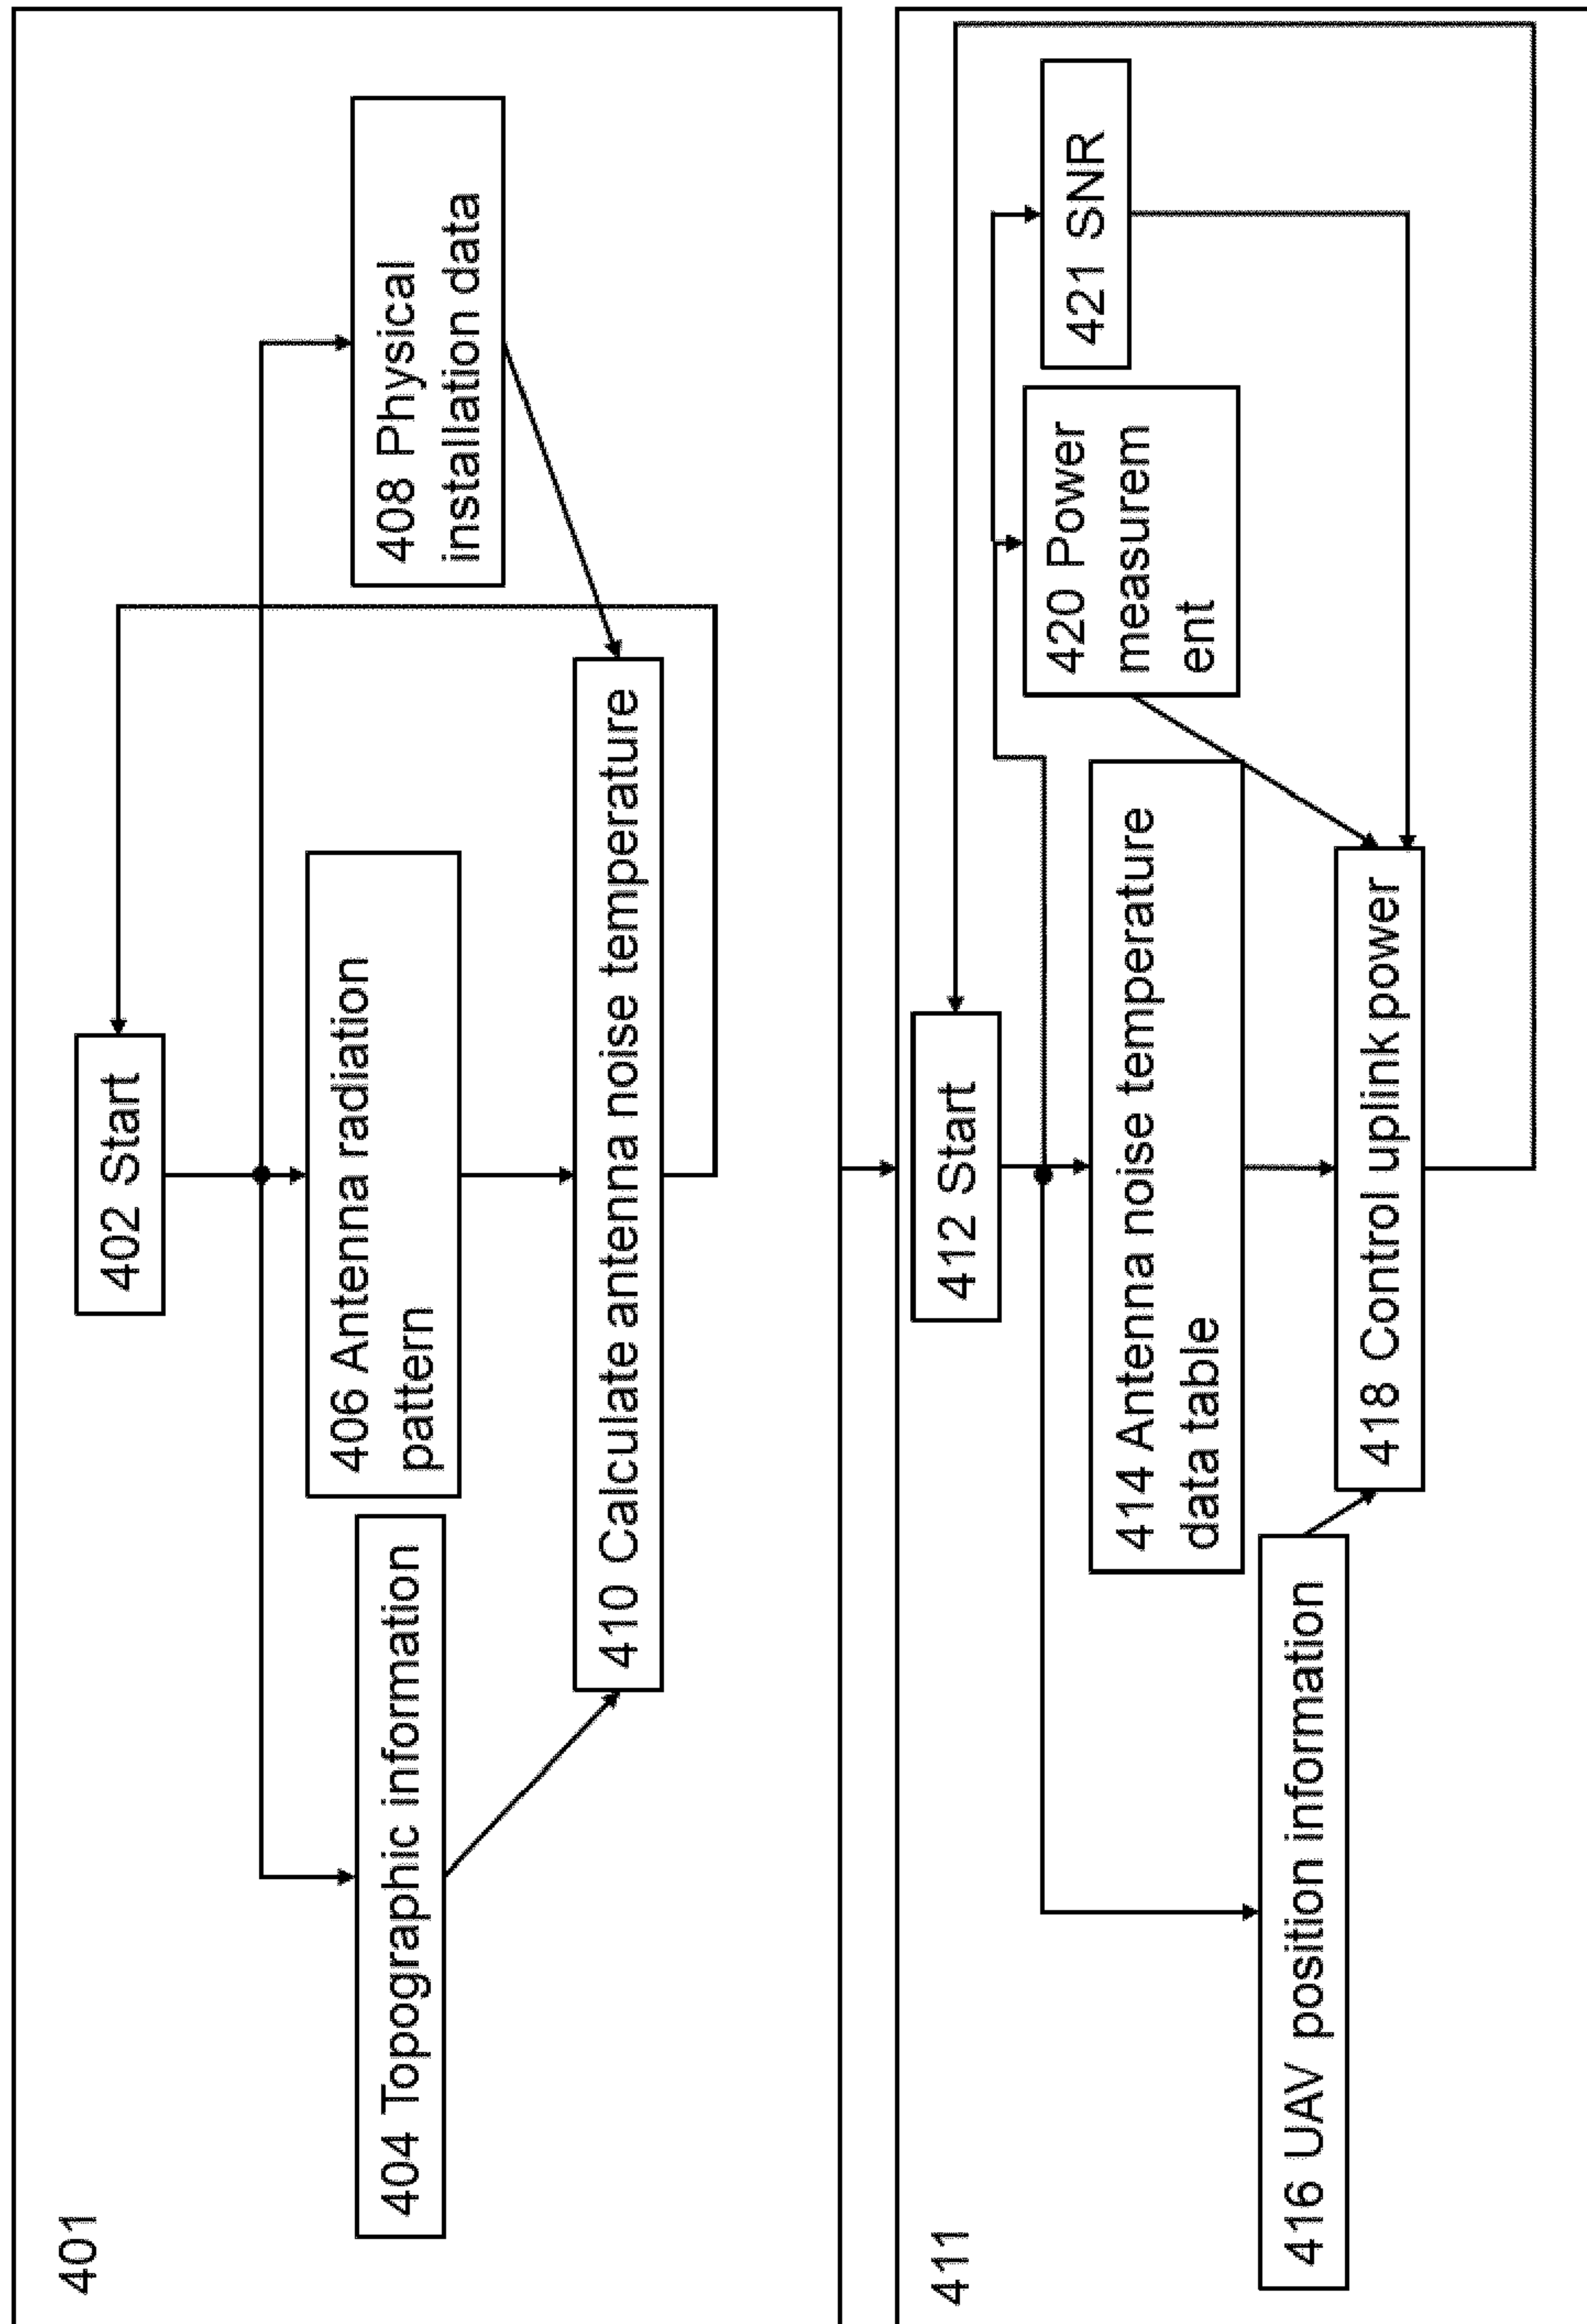 401
402 Start
404 Topographic information
406 Antenna radiation
pattern
408 Physical
installation data
410 Calculate antenna noise temperature
411
412 Start
414 Antenna noise temperature
data table
420 Power
measurem
ent
421 SNR
416 UAV position information
418 Control uplink power